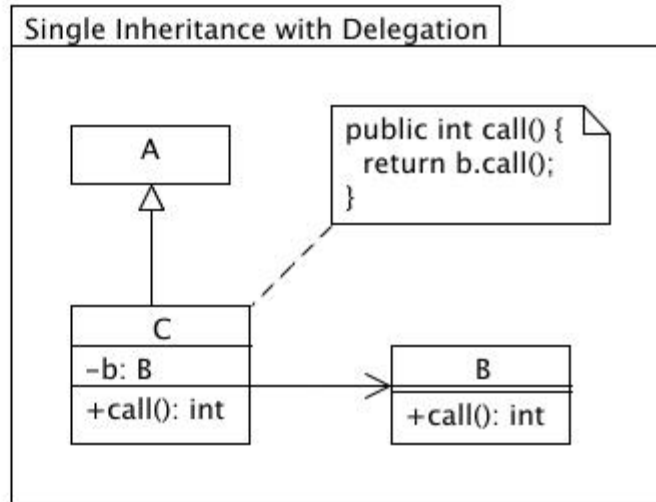 Single Inheritance with Delegation
A
public int call() {
return b.call();
}
C
-b: B
+call(): int
B
+call(): int